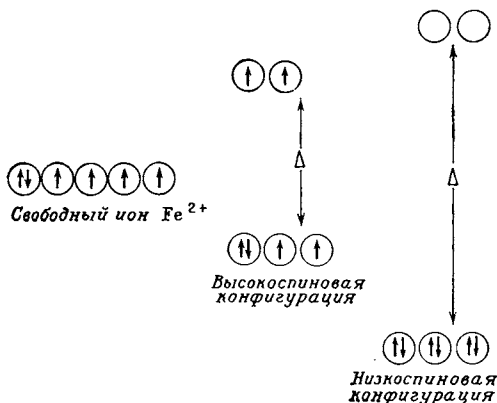 Δ
Δ
Свободный ион Fe²⁺
Высокоспиновая
конфигурация
Низкоспиновая
конфигурация